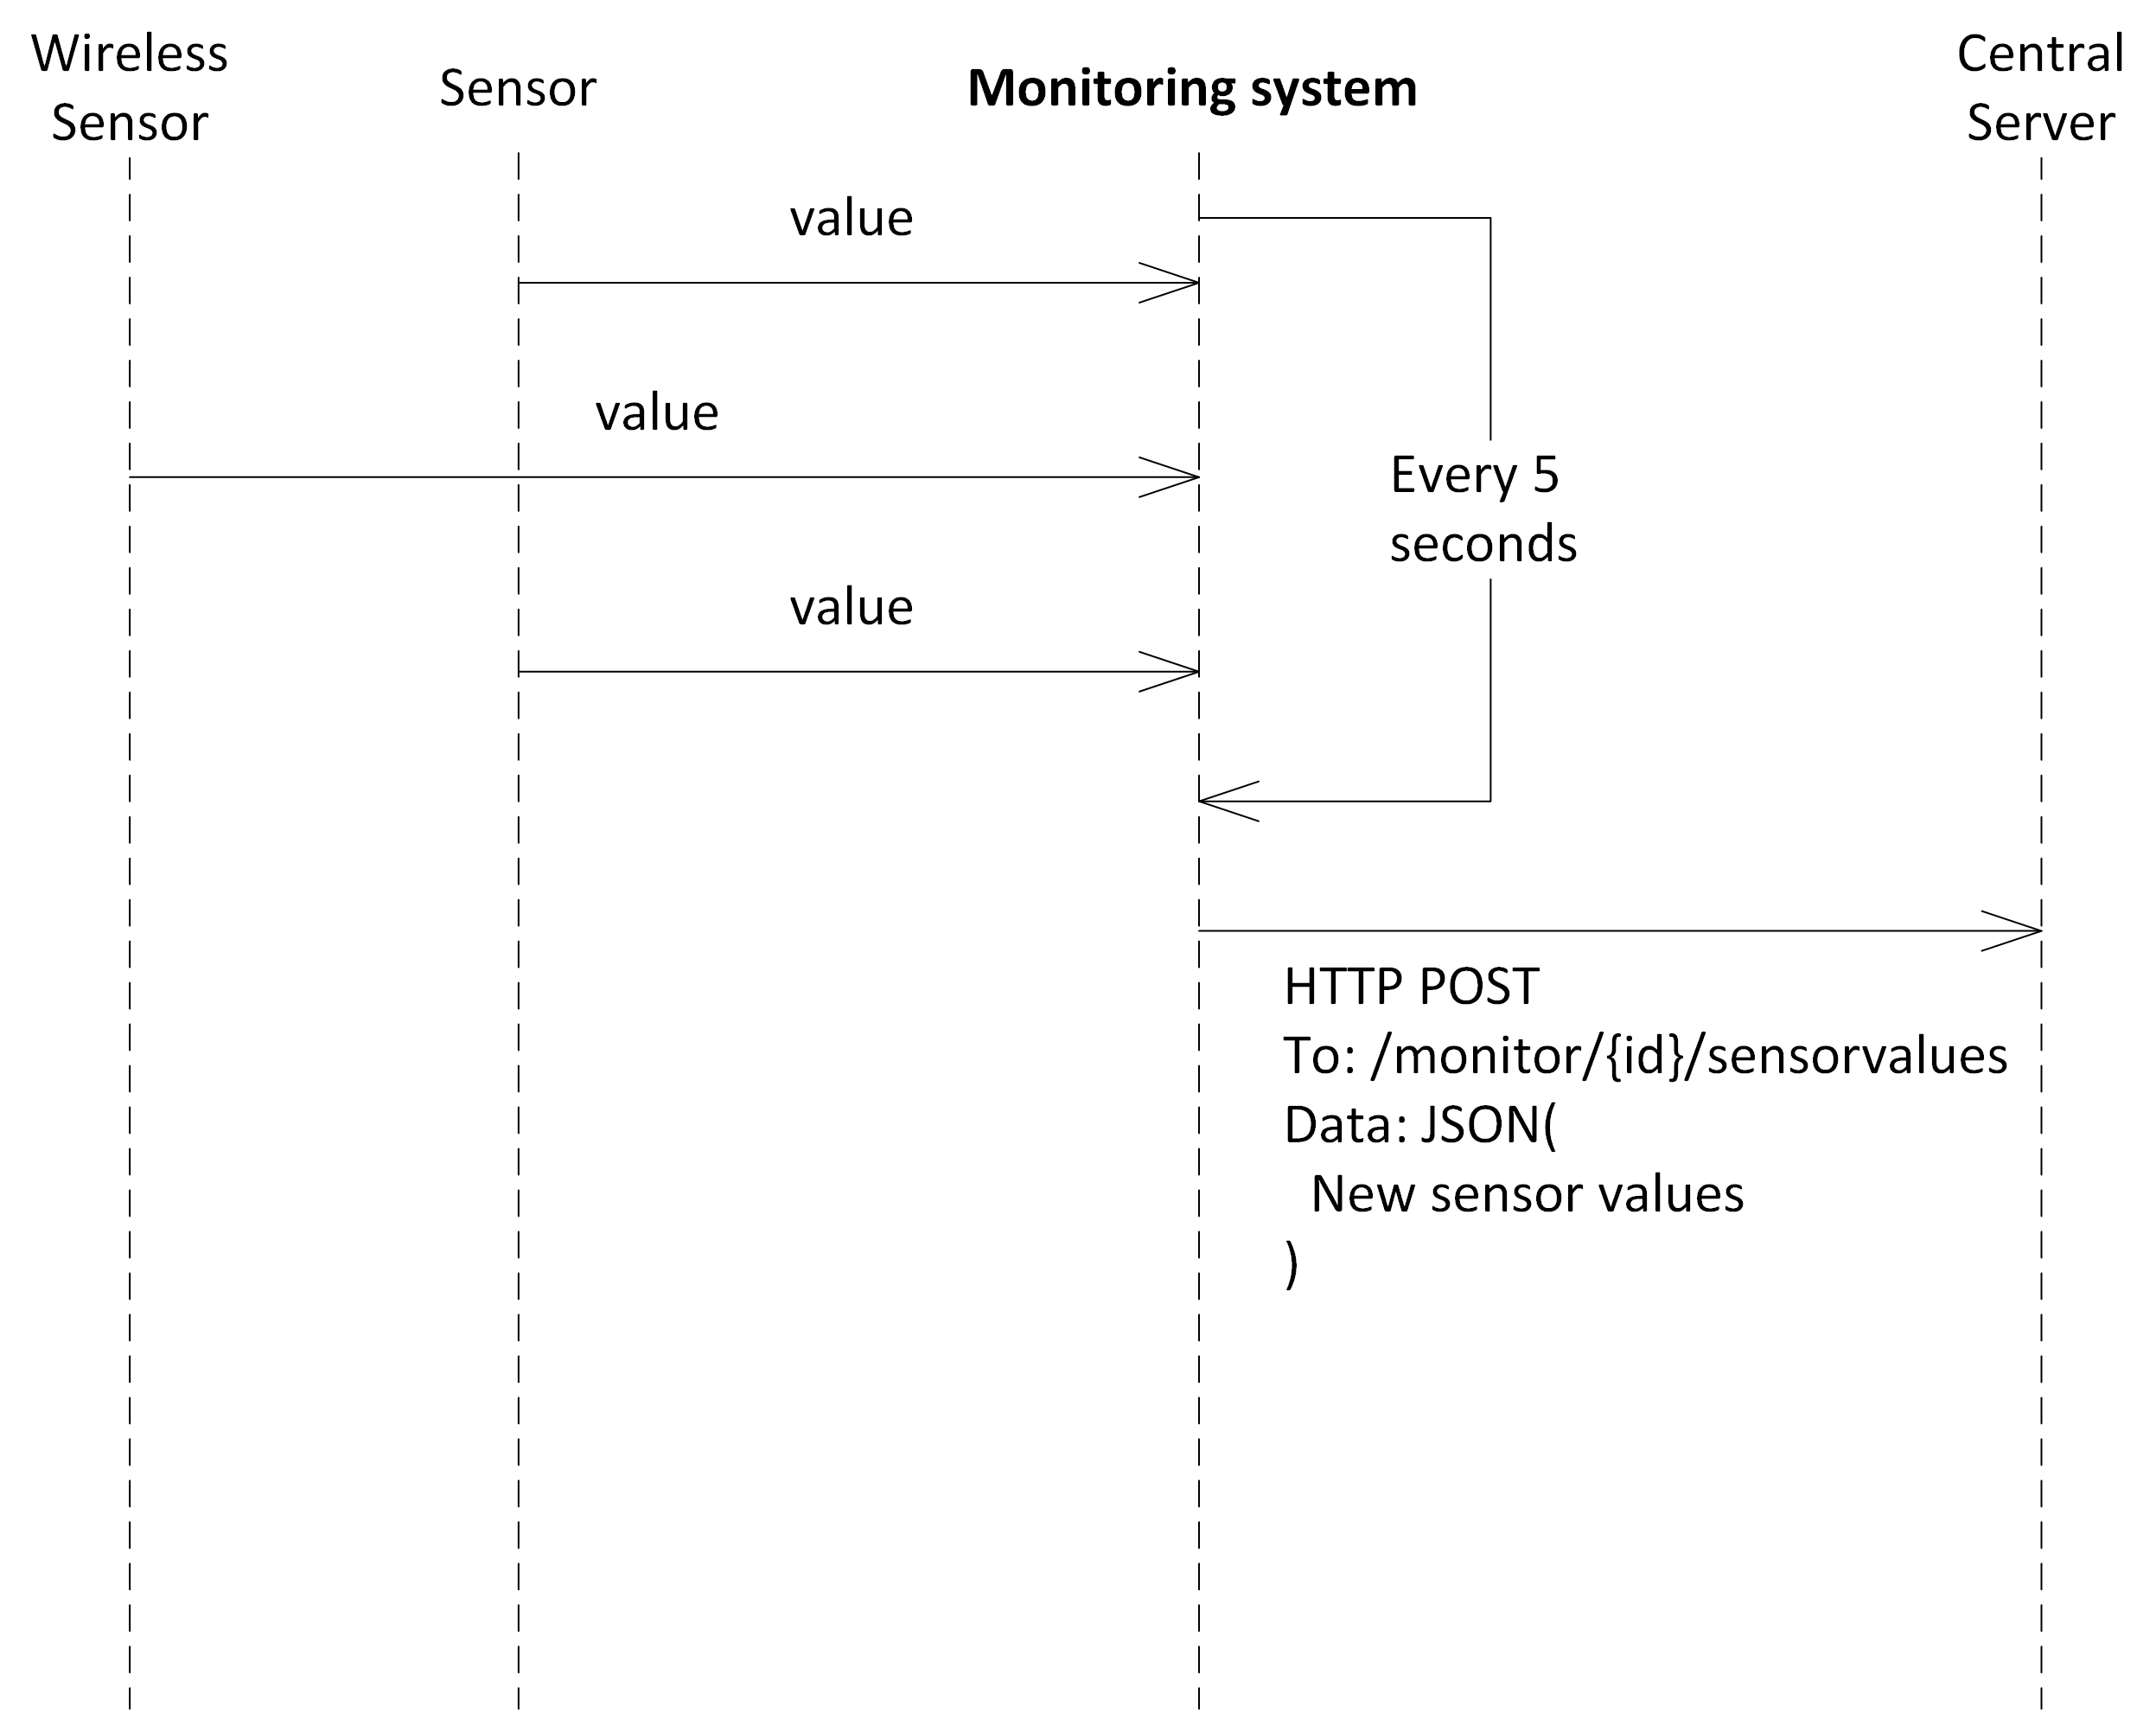 Wireless
Sensor
Sensor
Monitoring system
Central
Server
value
value
Every 5
seconds
value
HTTP POST
To: /monitor/{id}/sensorvalues
Data: JSON(
New sensor values
)